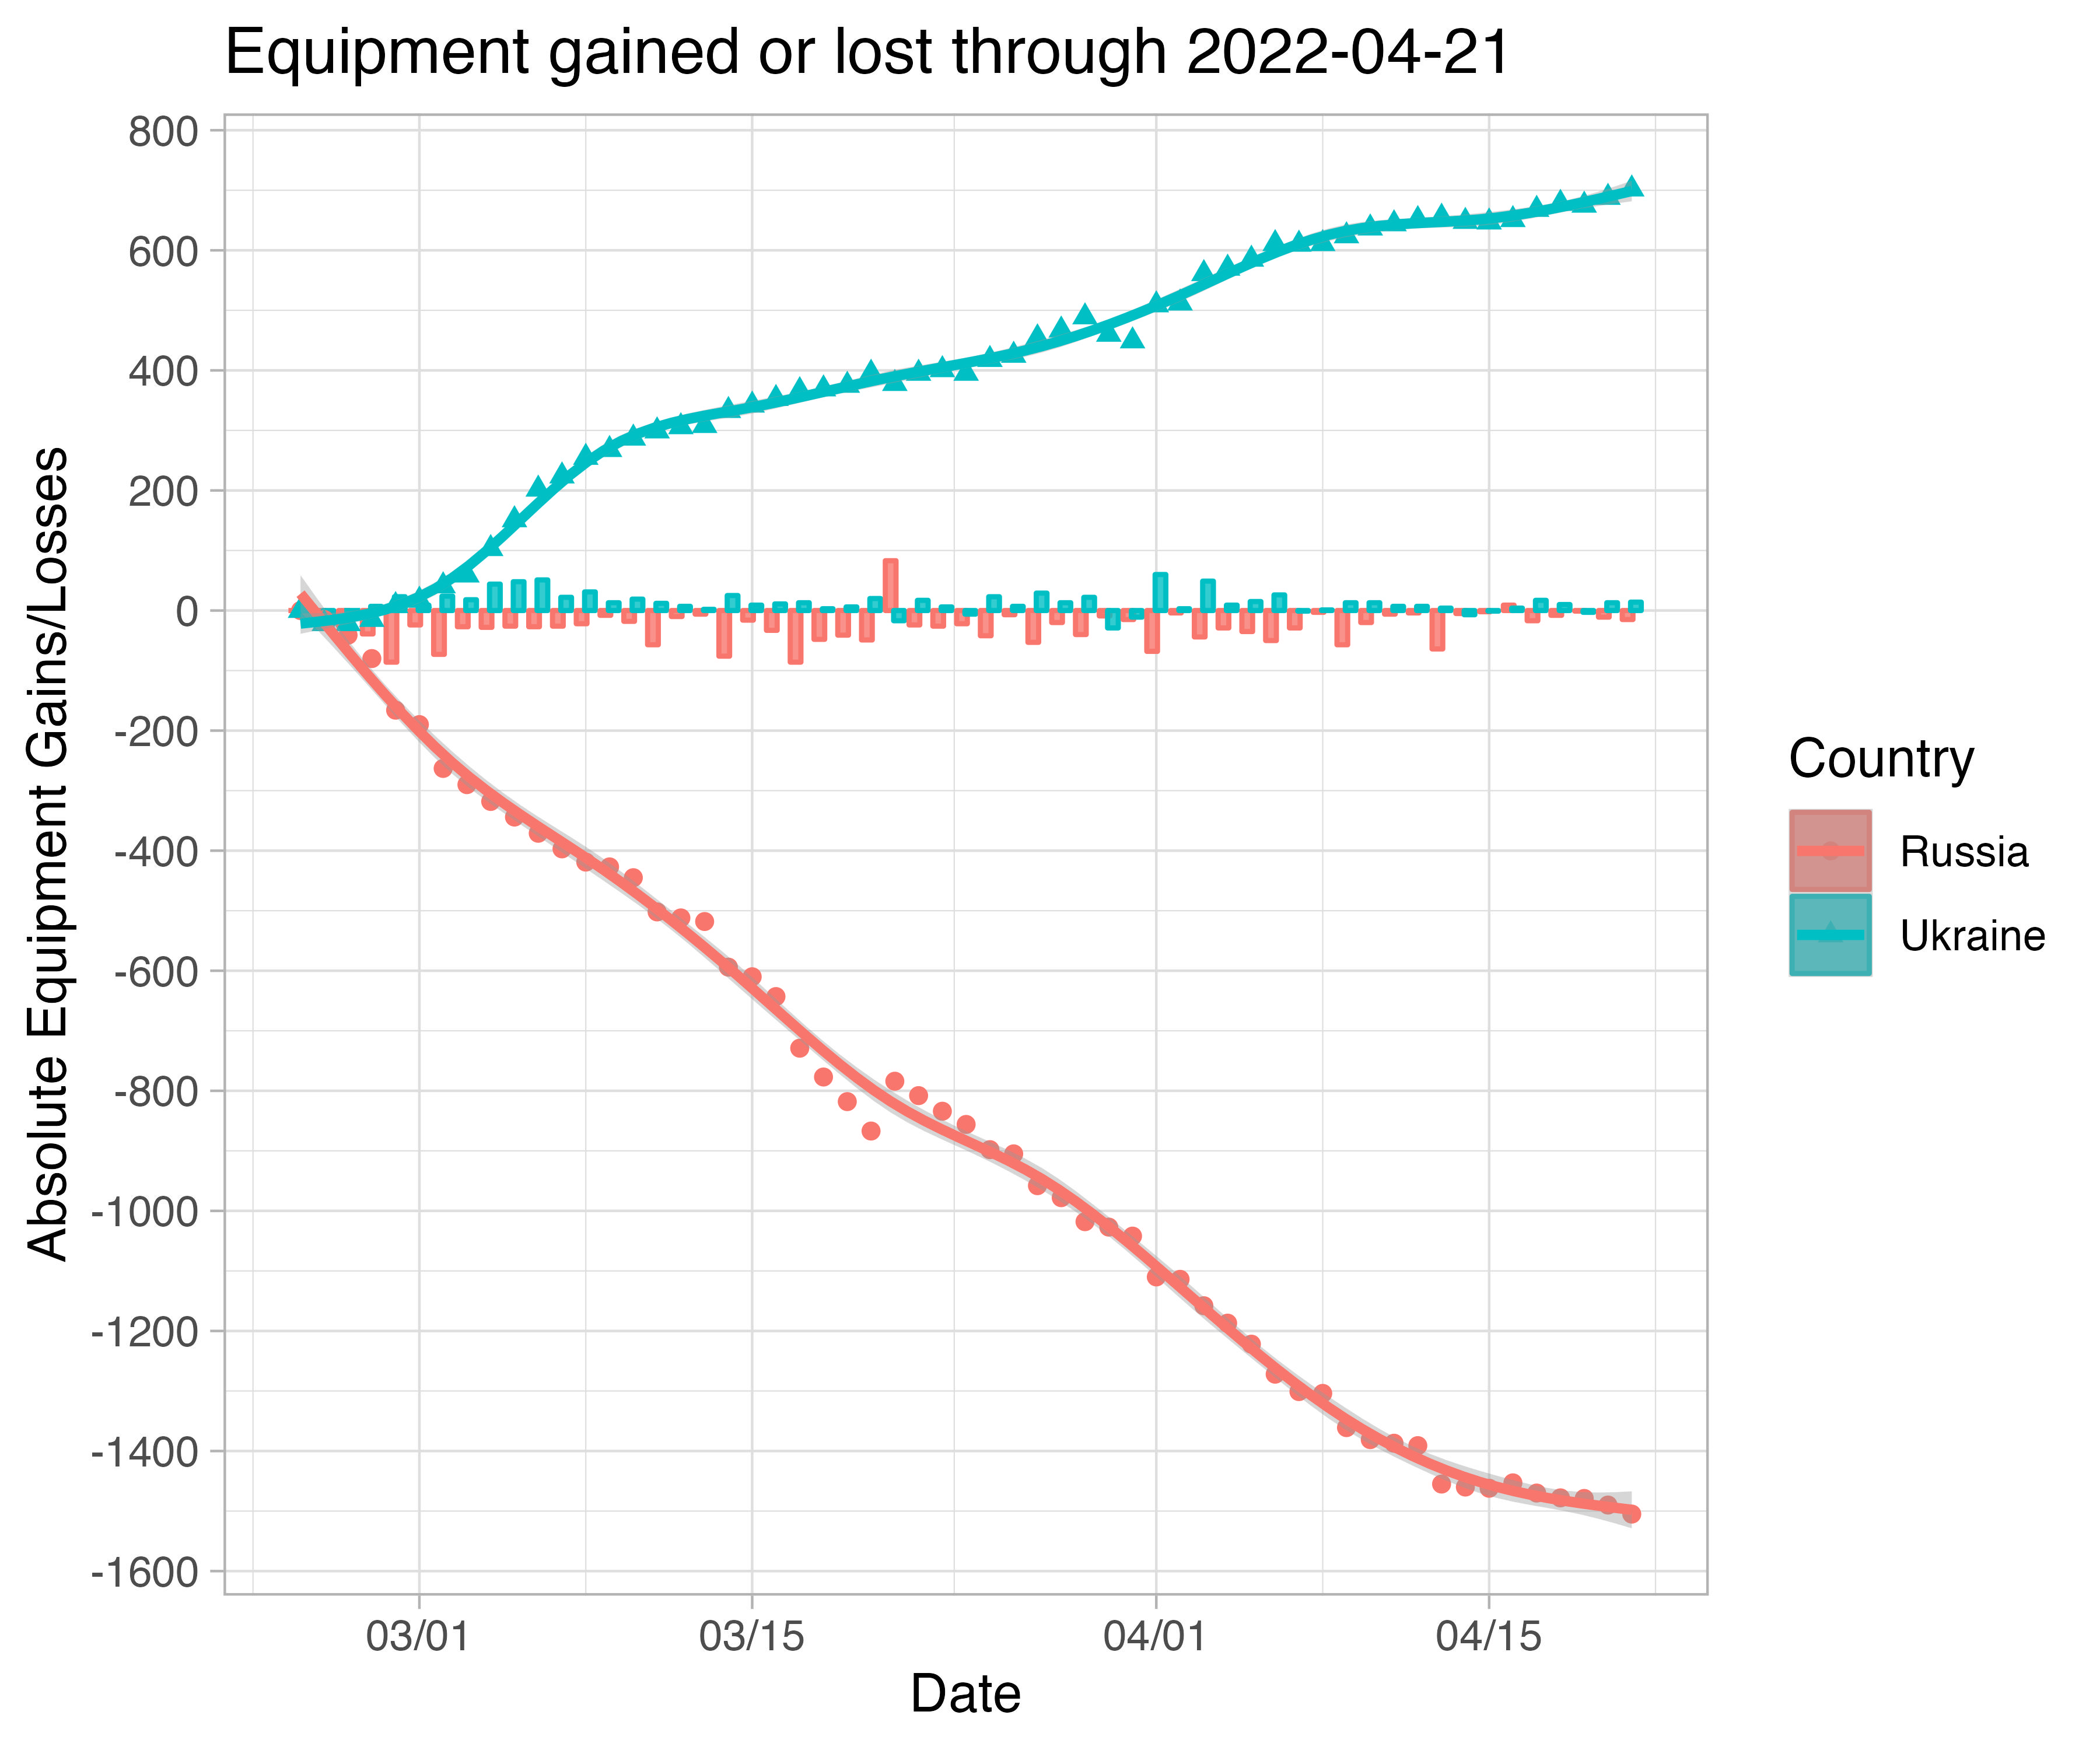 Equipment gained or lost through 2022-04-21
Absolute Equipment Gains/Losses
800
600
400
200
0
-200
-400
-600
-800
-1000
-1200
-1400
-1600
03/01
03/15
04/01
04/15
Date
Country
Russia
Ukraine